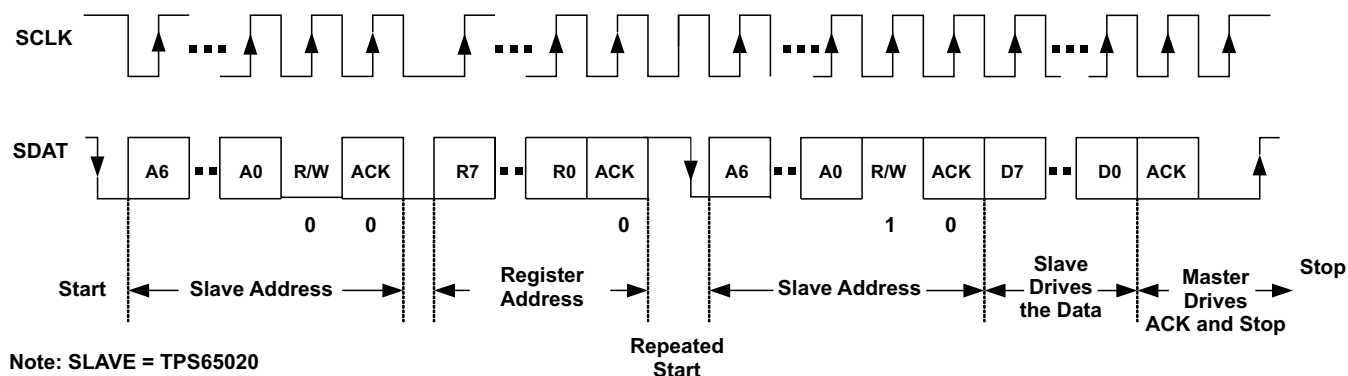 SCLK
SDAT
A6 A0 R/W ACK R7 R0 ACK A6 A0 R/W ACK D7 D0 ACK
0 0 0 1 0
Start
Slave Address
Register
Address
Repeated
Start
Slave Address
Slave
Drives
the Data
Master
Drives
ACK and Stop
Stop
Note: SLAVE = TPS65020